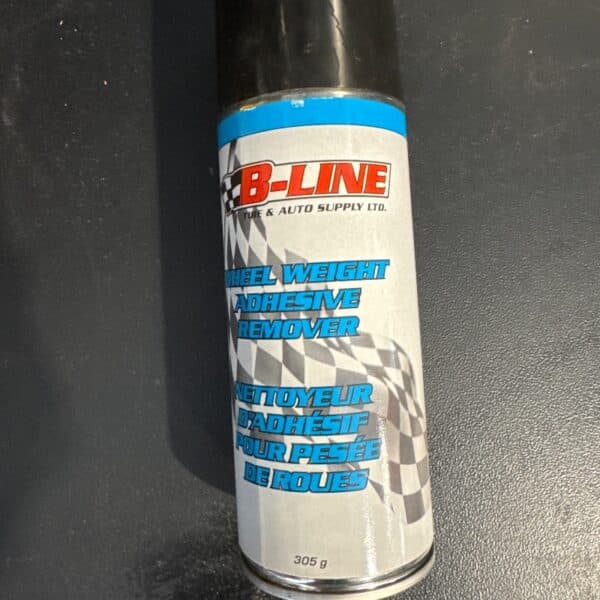 B-LINE
TIRE & AUTO SUPPLY LTD.
WHEEL WEIGHT
ADHESIVE
REMOVER
NETTOYEUR
D'ADHÉSIF
POUR PESÉE
DE ROUES
305 g